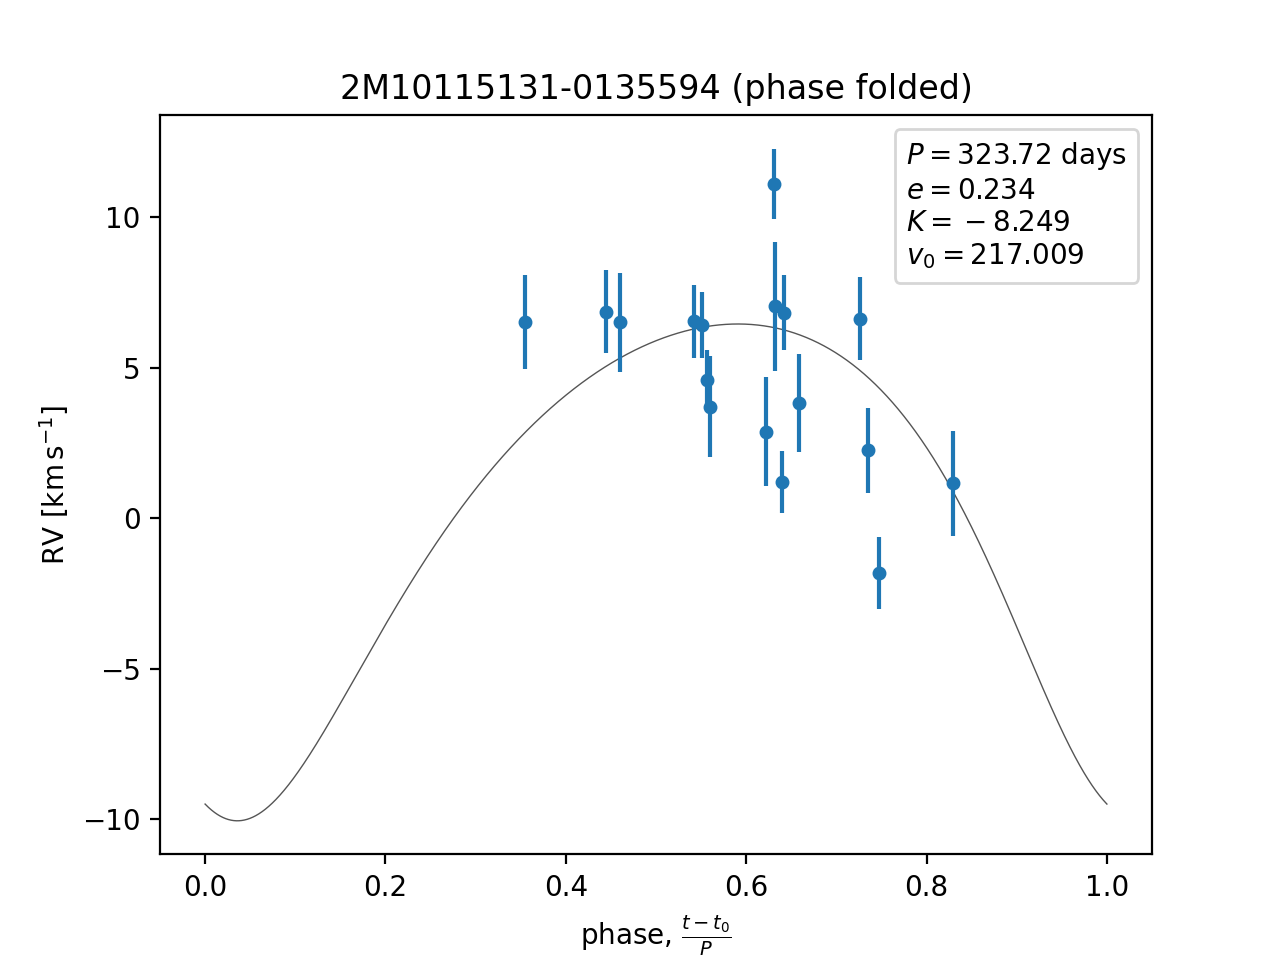 2M10115131-0135594 (phase folded)
P = 323.72 days
e = 0.234
K = −8.249
v₀ = 217.009
10
5
0
−5
−10
RV [km s⁻¹]
0.0 0.2 0.4 0.6 0.8 1.0
phase, (t − t₀)/P